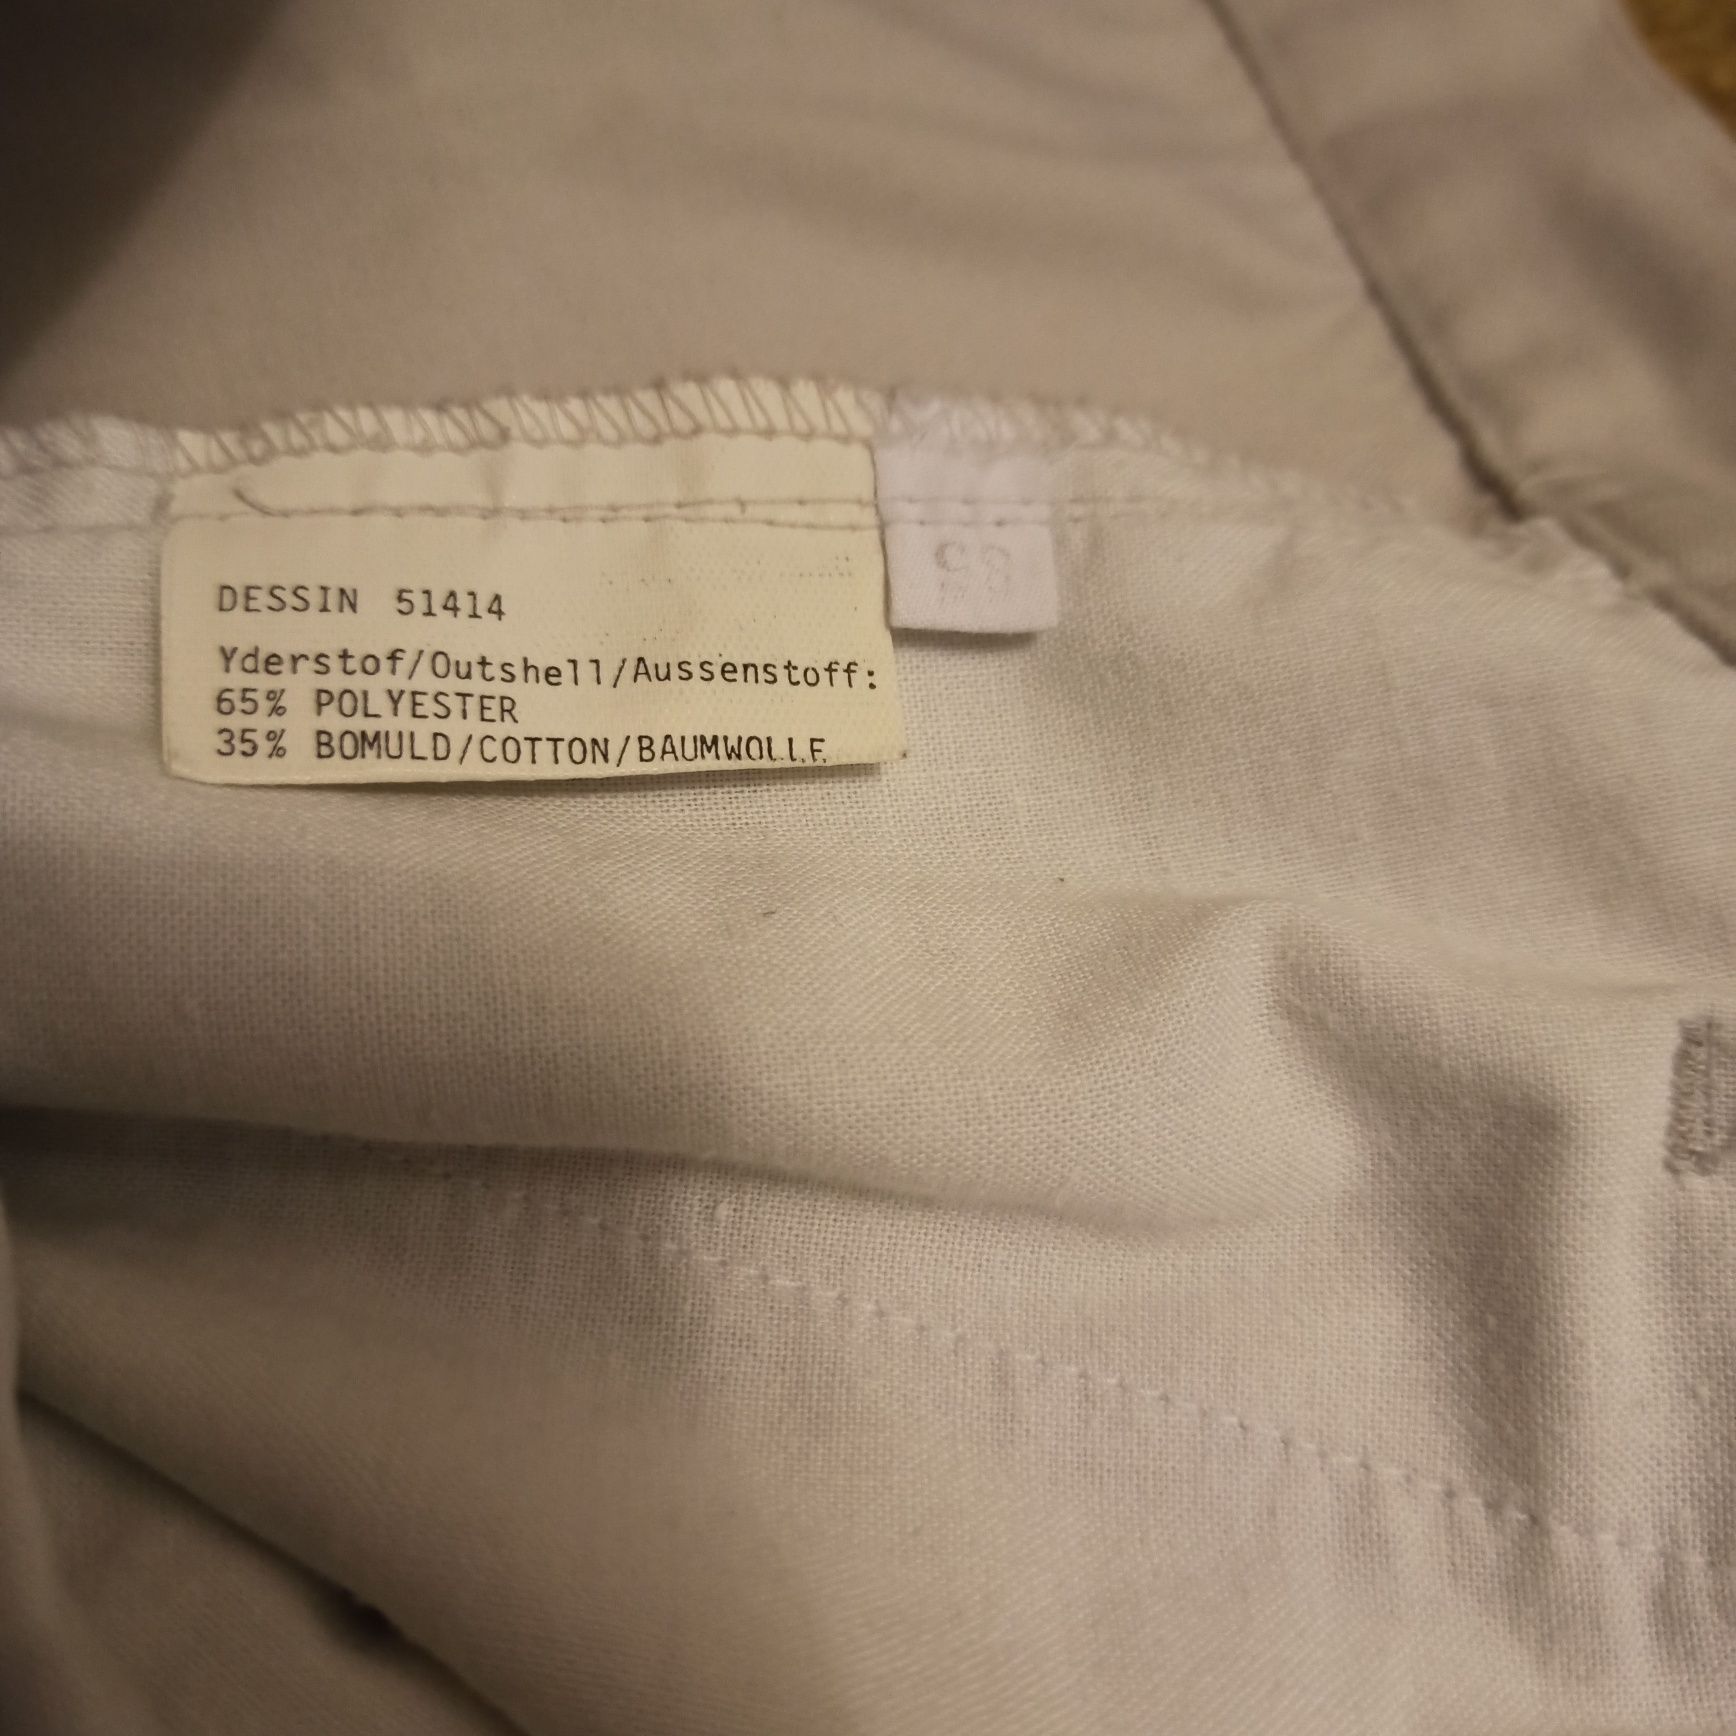 DESSIN 51414
Yderstof/Outshell/Aussenstoff:
65% POLYESTER
35% BOMULD/COTTON/BAUMWOLLE